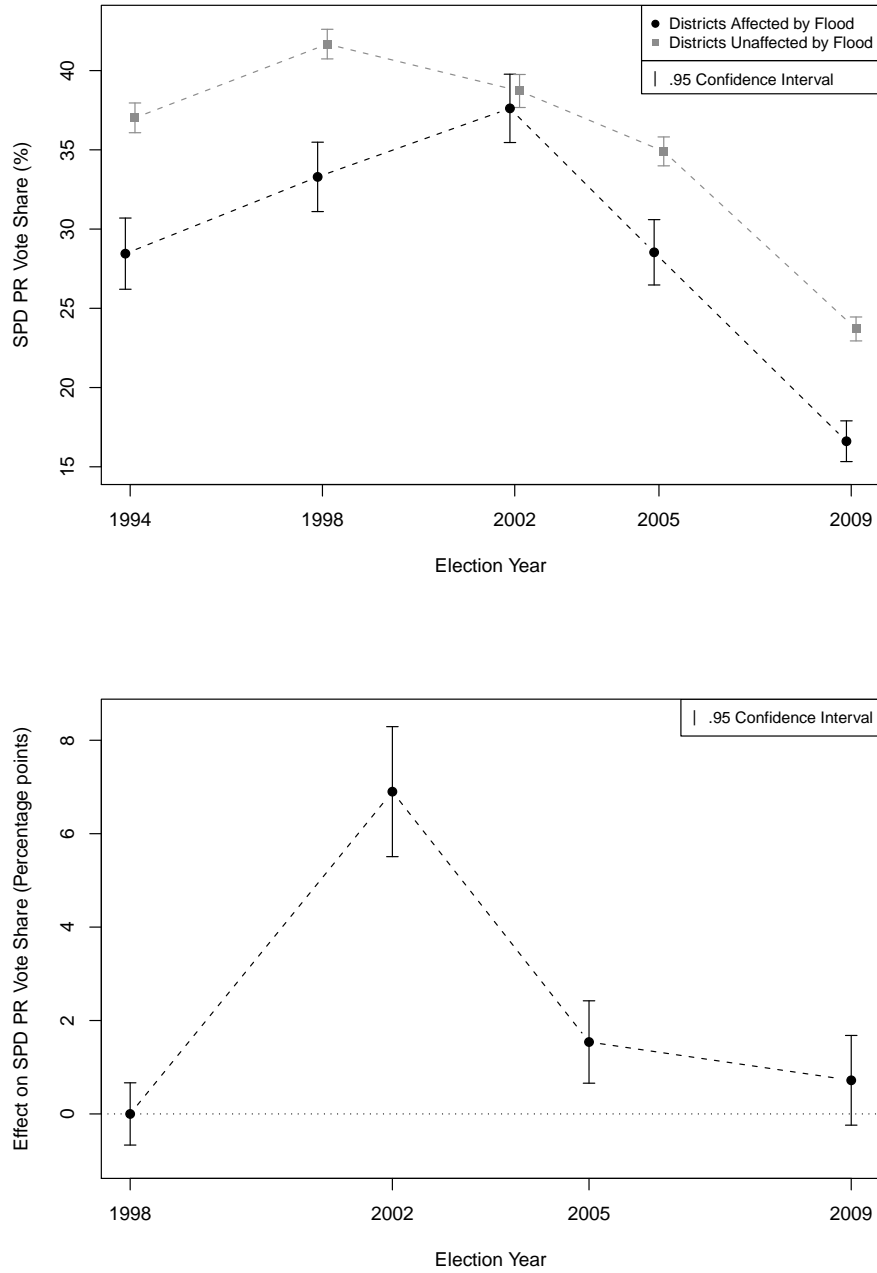 Districts Affected by Flood
Districts Unaffected by Flood
.95 Confidence Interval
SPD PR Vote Share (%)
40
35
30
25
20
15
1994 1998 2002 2005 2009
Election Year
.95 Confidence Interval
Effect on SPD PR Vote Share (Percentage points)
8
6
4
2
0
1998 2002 2005 2009
Election Year